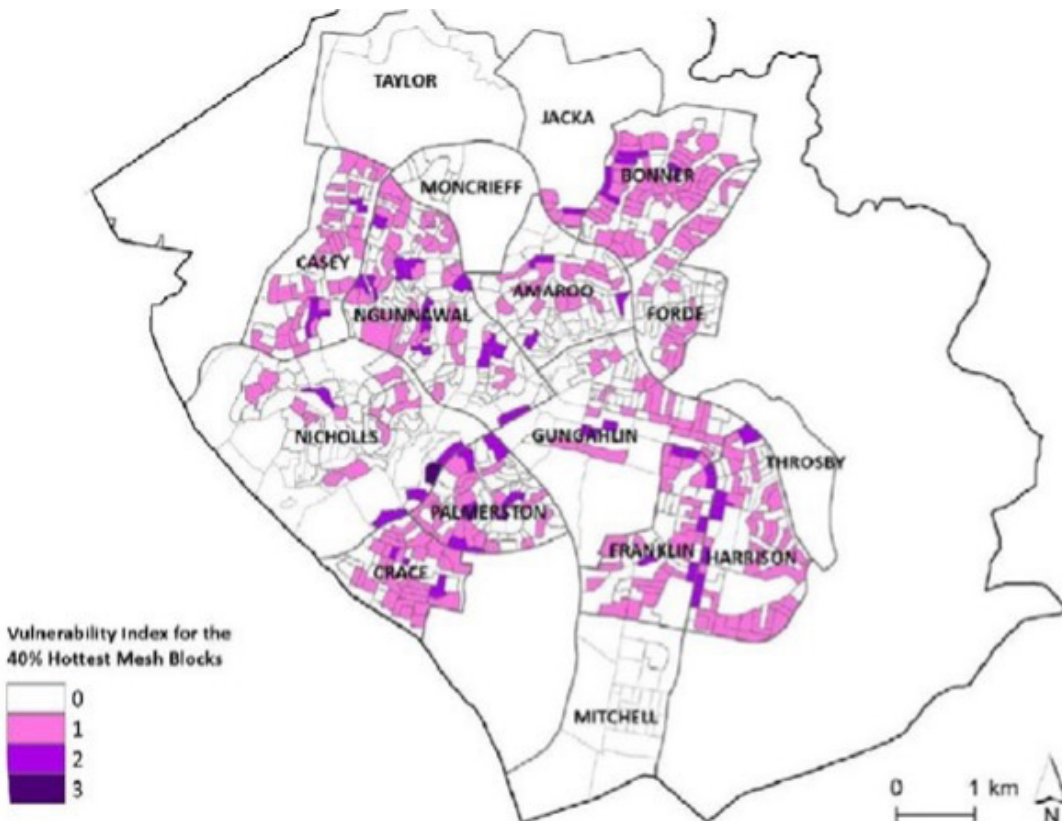 TAYLOR
JACKA
BONNER
MONCRIEFF
CASEY
AMAROO
FORDE
NGUNNAWAL
NICHOLLS
GUNGAHLIN
THROSBY
PALMERSTON
FRANKLIN
HARRISON
CRACE
MITCHELL
Vulnerability Index for the
40% Hottest Mesh Blocks
0
1
2
3
0 1 km
N